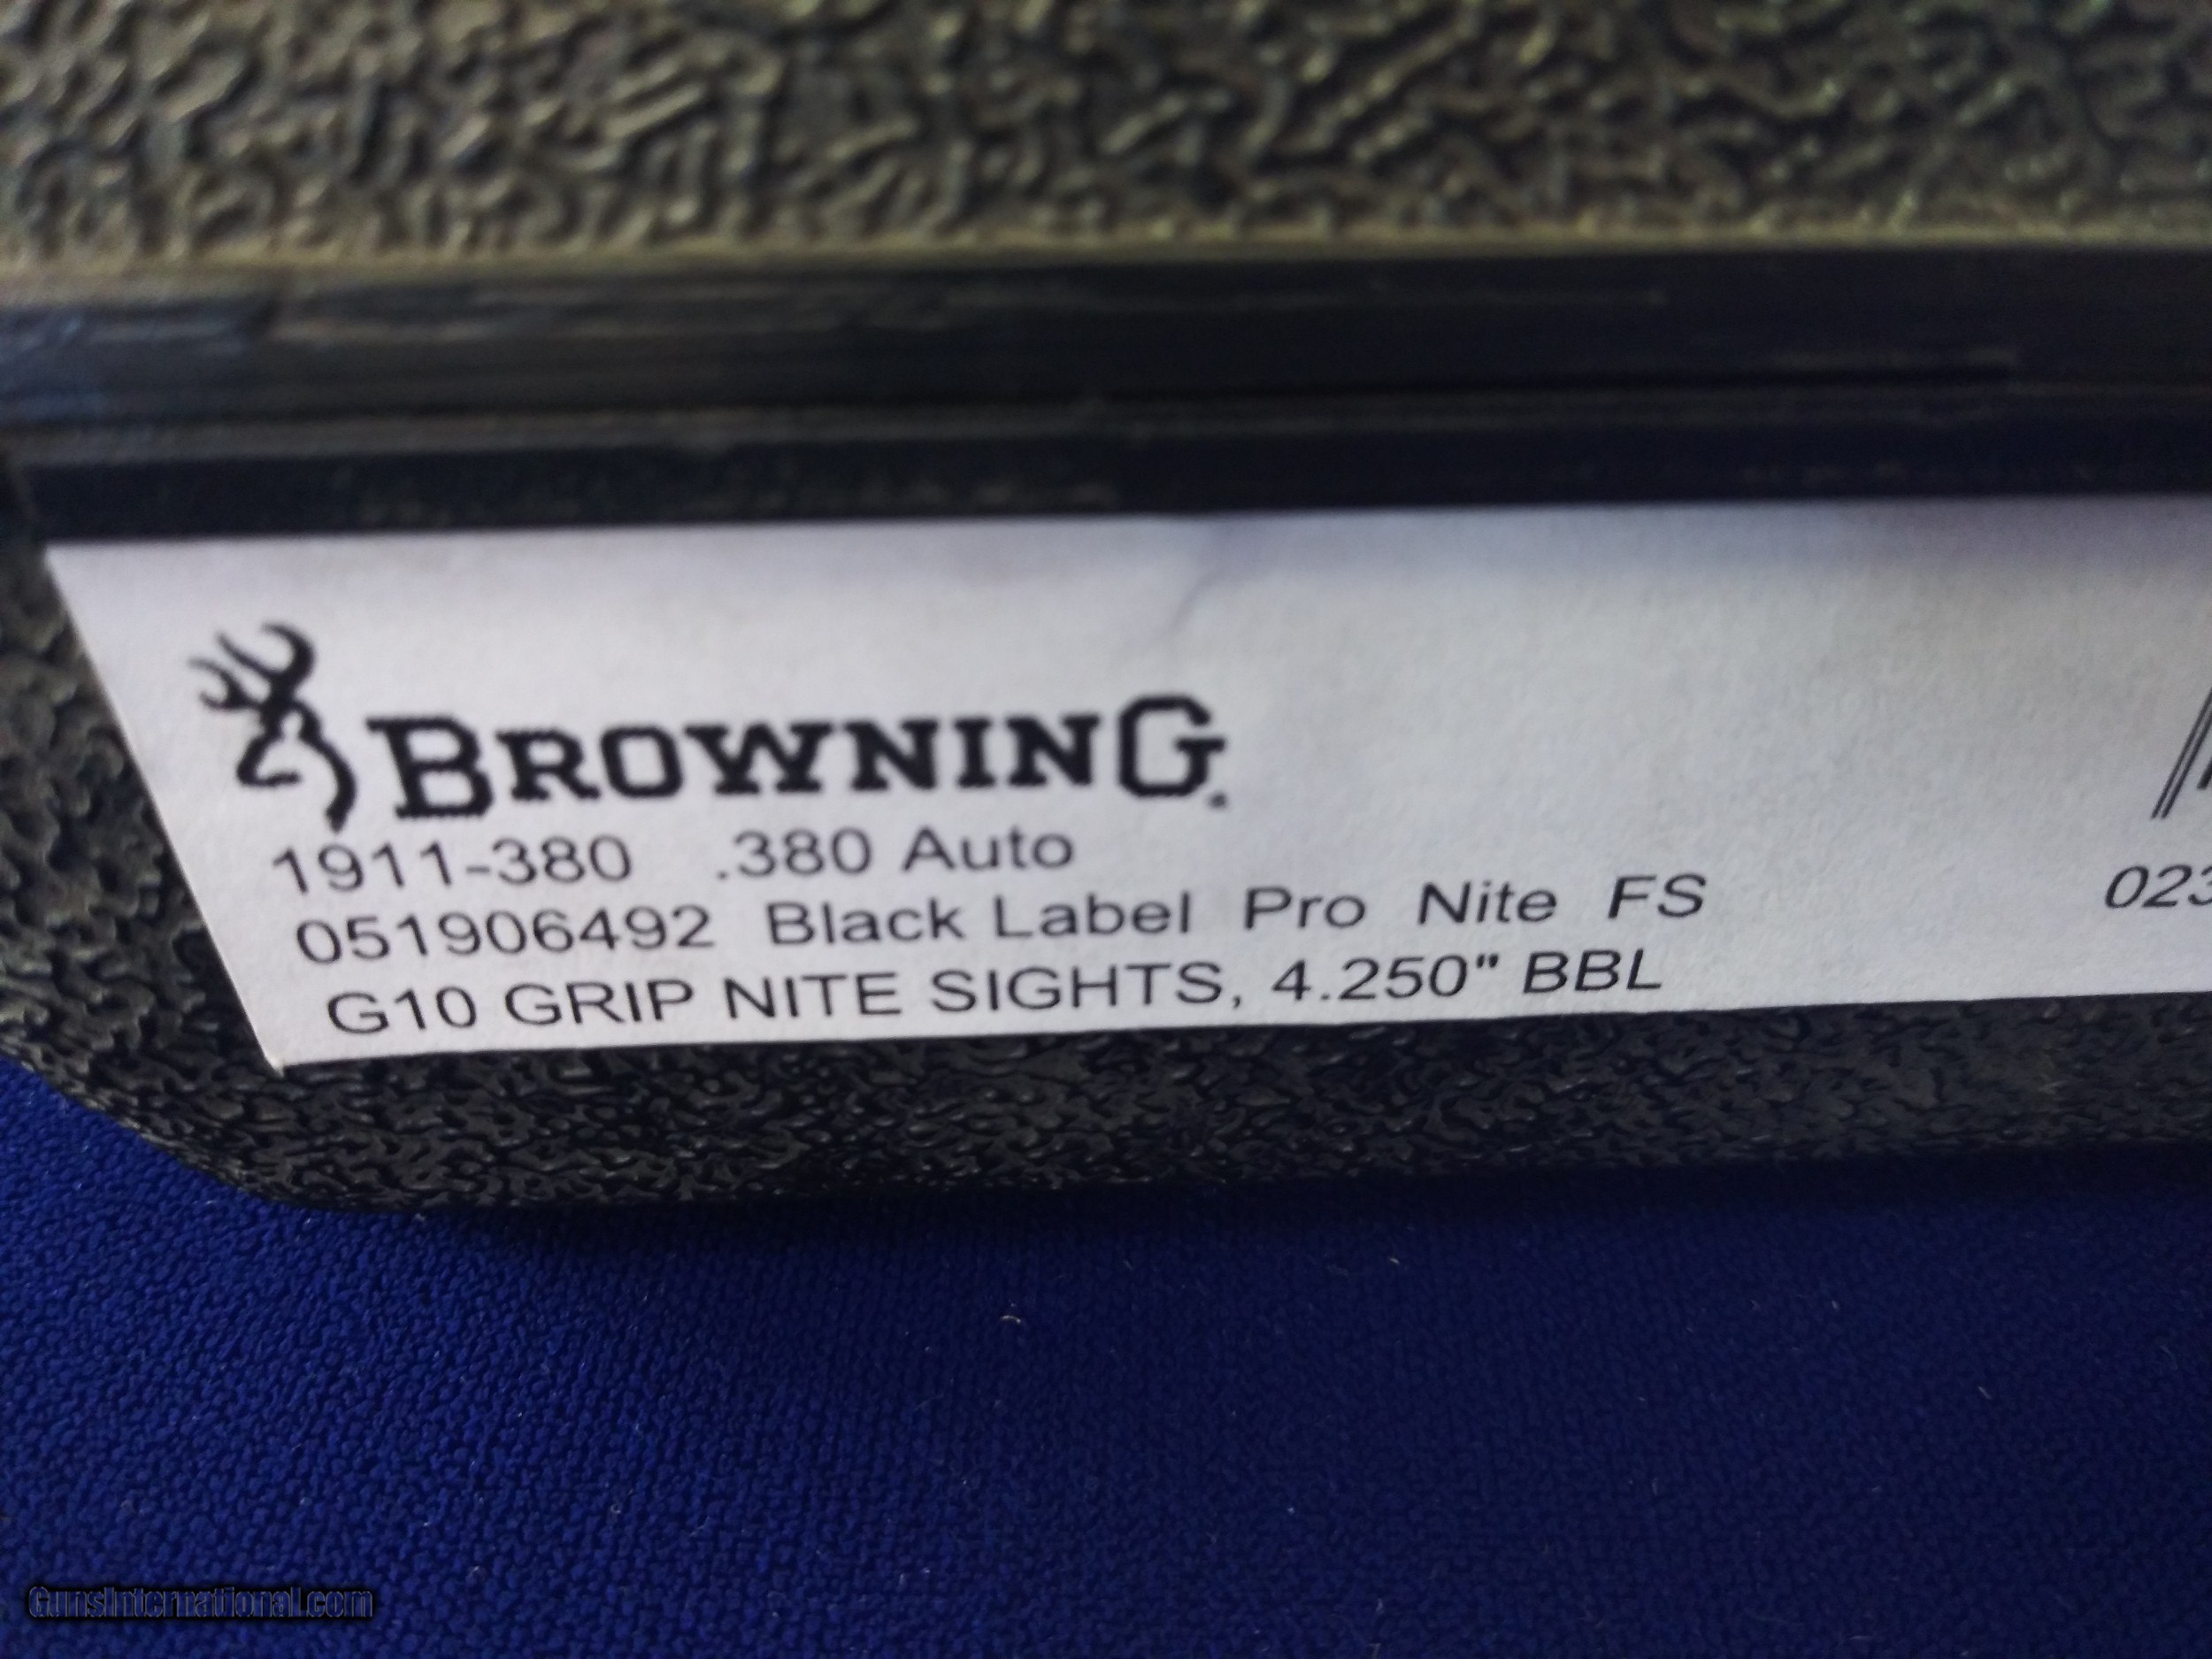 BROWNING
1911-380 .380 Auto
051906492 Black Label Pro Nite FS
023
G10 GRIP NITE SIGHTS, 4.250" BBL
GunsInternational.com